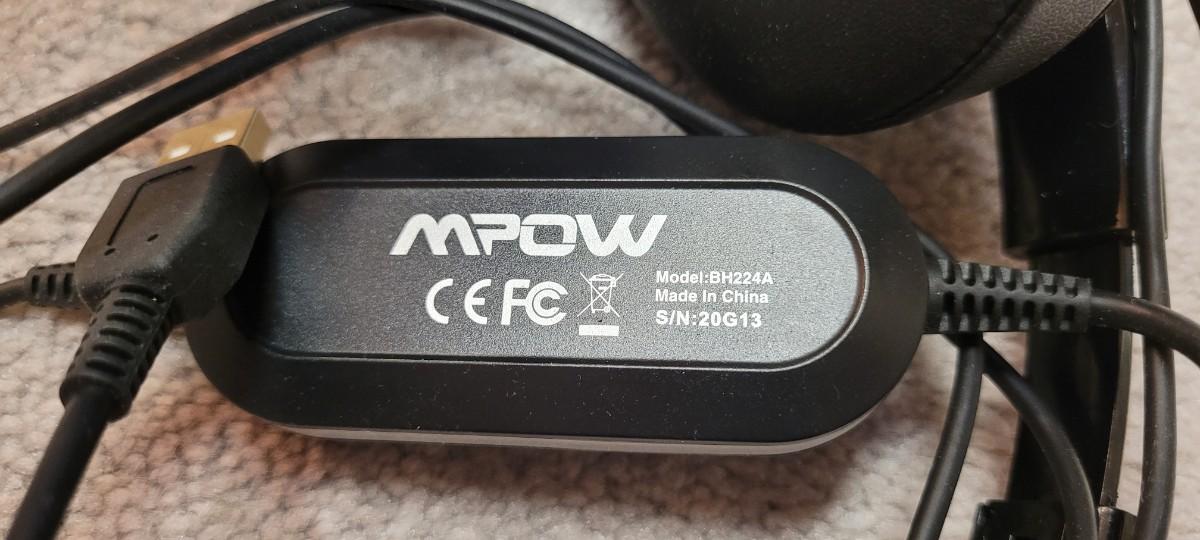 MPOW
CE FC
Model:BH224A
Made In China
S/N:20G13